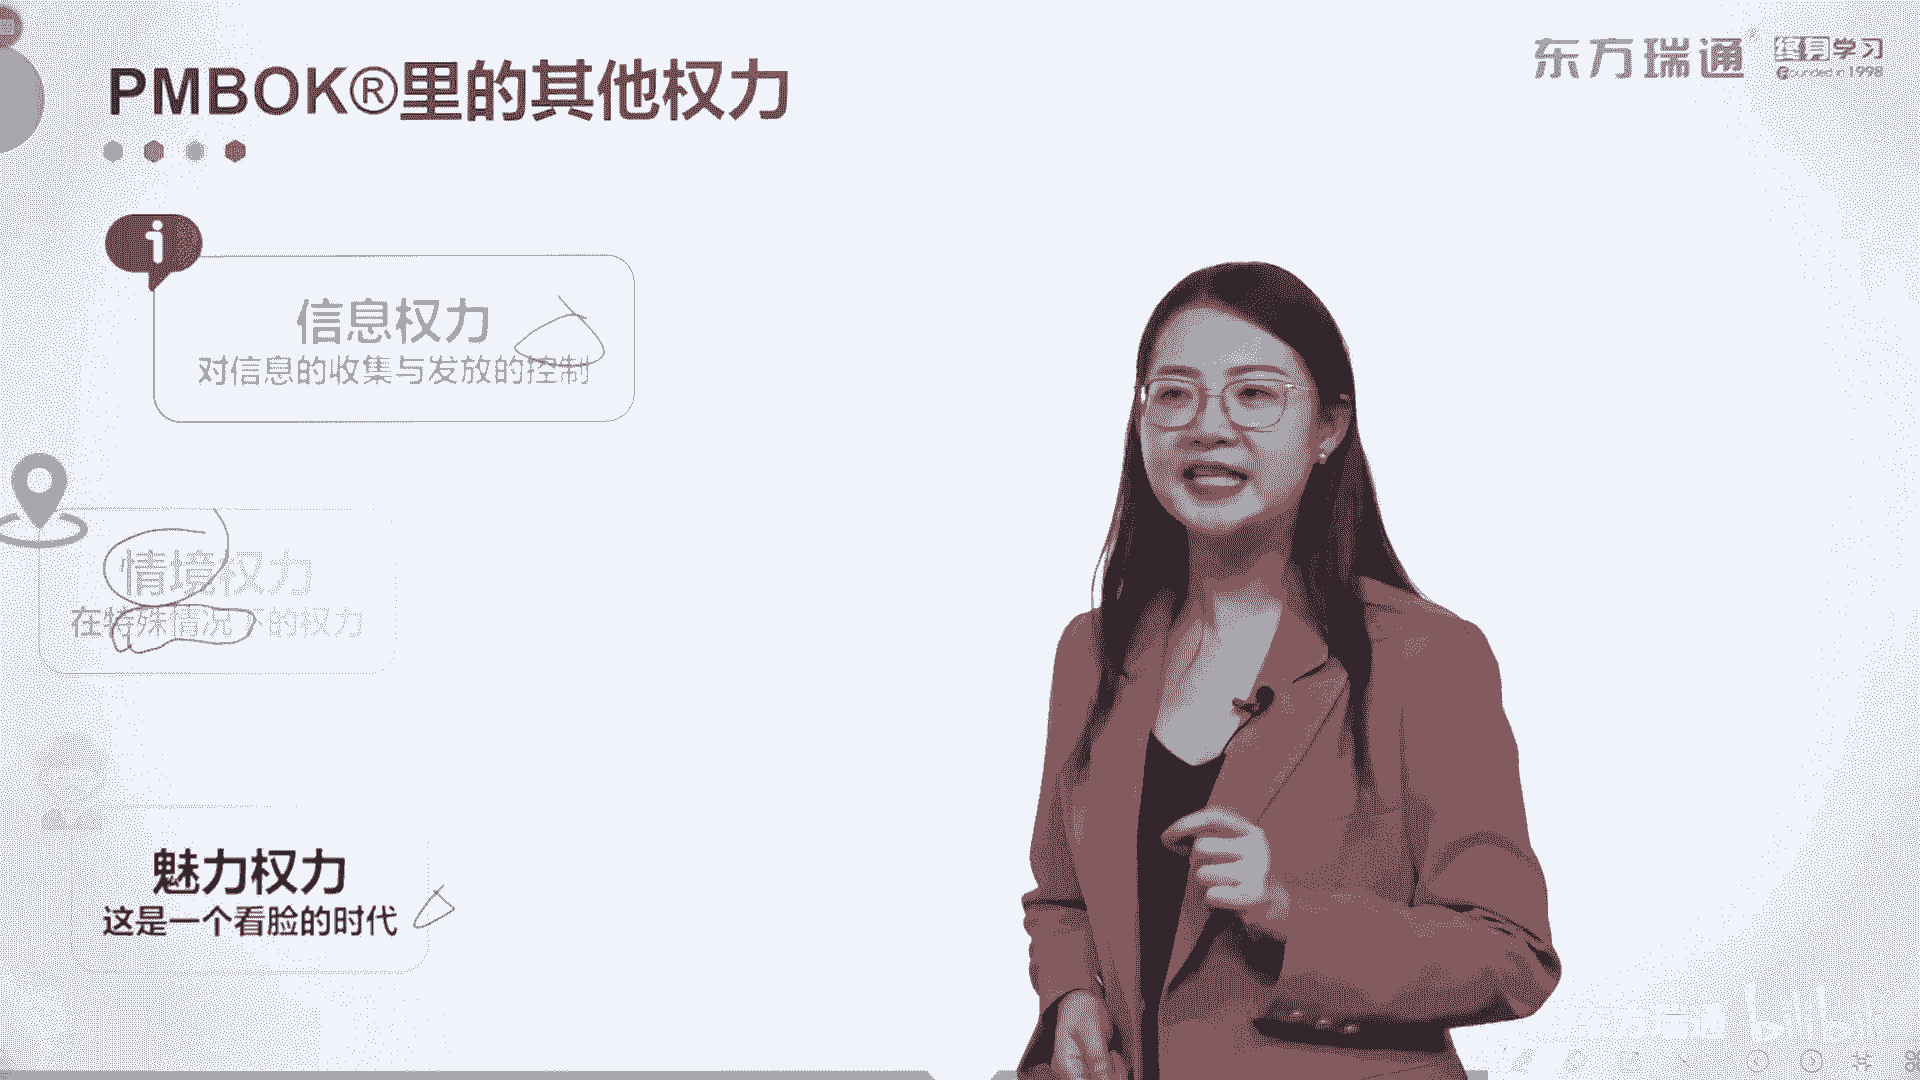 PMBOK®里的其他权力
东方瑞通®
终身学习
Founded in 1998
信息权力
对信息的收集与发放的控制
情境权力
在特殊情况下的权力
魅力权力
这是一个看脸的时代
bilibili